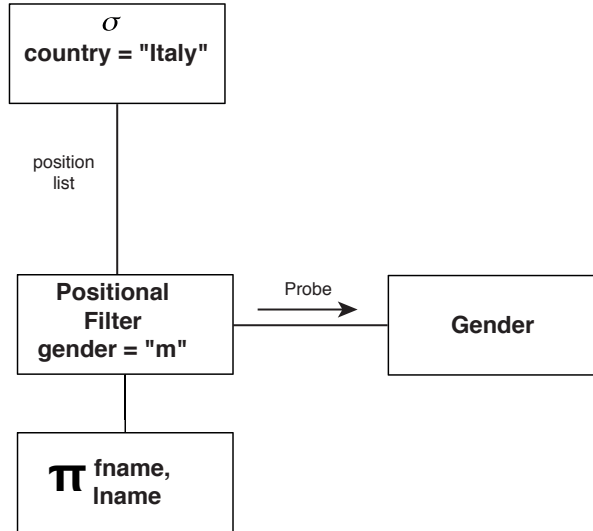 σ
country = "Italy"
position
list
Positional
Filter
gender = "m"
Probe
Gender
π fname,
lname